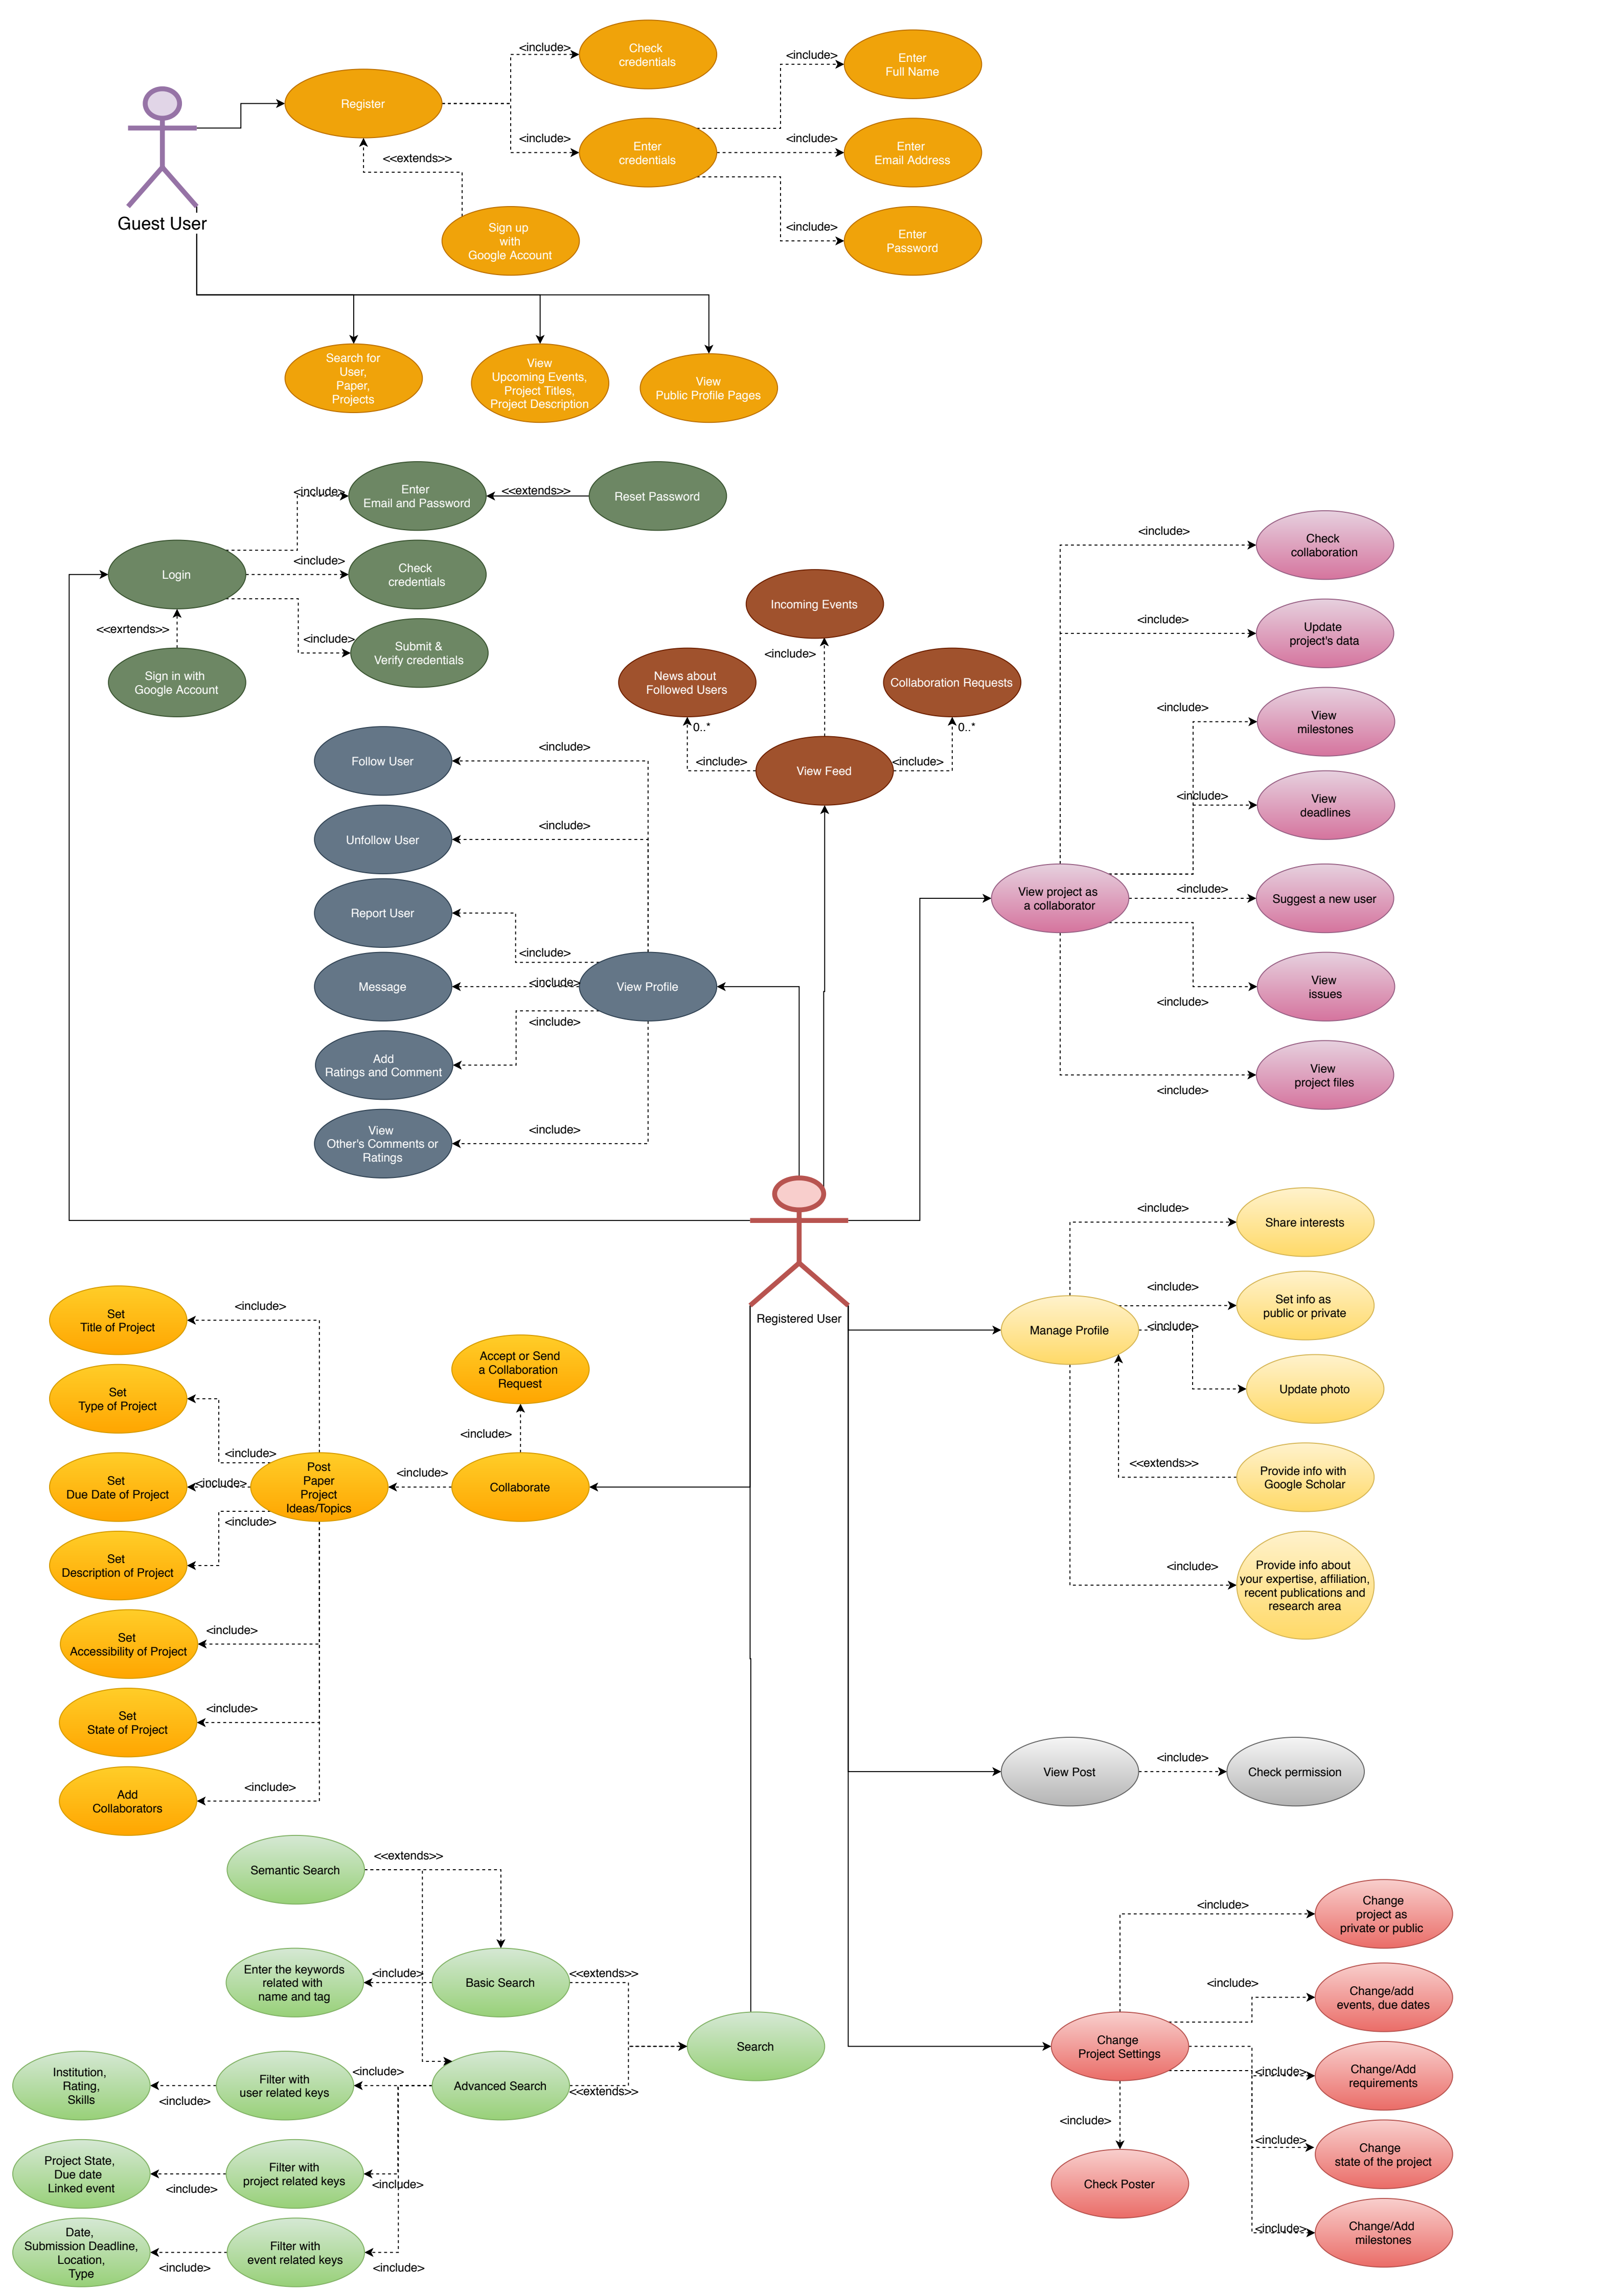 <include>
Check
credentials
<include>
Enter
Full Name
Register
<include>
Enter
credentials
<include>
Enter
Email Address
<<extends>>
Guest User
Sign up
with
Google Account
<include>
Enter
Password
Search for
User,
Paper,
Projects
View
Upcoming Events,
Project Titles,
Project Description
View
Public Profile Pages
<include>
Enter
Email and Password
<<extends>>
Reset Password
Login
<include>
Check
credentials
<<exrtends>>
<include>
Submit &
Verify credentials
Sign in with
Google Account
Incoming Events
<include>
News about
Followed Users
Collaboration Requests
0..*
0..*
<include>
View Feed
<include>
<include>
Check
collaboration
<include>
Update
project's data
<include>
View
milestones
<include>
View
deadlines
View project as
a collaborator
<include>
Suggest a new user
View
issues
<include>
View
project files
<include>
Follow User
<include>
Unfollow User
<include>
Report User
<include>
Message
<include>
View Profile
<include>
Add
Ratings and Comment
View
Other's Comments or
Ratings
<include>
Registered User
<include>
Share interests
<include>
Set info as
public or private
Manage Profile
<include>
Update photo
<<extends>>
Provide info with
Google Scholar
<include>
Provide info about
your expertise, affiliation,
recent publications and
research area
Set
Title of Project
<include>
Set
Type of Project
<include>
Set
Due Date of Project
<include>
Post
Paper
Project
Ideas/Topics
<include>
Collaborate
<include>
Accept or Send
a Collaboration
Request
<include>
Set
Description of Project
Set
Accessibility of Project
<include>
Set
State of Project
<include>
Add
Collaborators
<include>
View Post
<include>
Check permission
Semantic Search
<<extends>>
Enter the keywords
related with
name and tag
<include>
Basic Search
<<extends>>
Search
Institution,
Rating,
Skills
<include>
Filter with
user related keys
<include>
Advanced Search
<<extends>>
Project State,
Due date
Linked event
<include>
Filter with
project related keys
<include>
Date,
Submission Deadline,
Location,
Type
<include>
Filter with
event related keys
<include>
<include>
Change
project as
private or public
<include>
Change/add
events, due dates
Change
Project Settings
<include>
Change/Add
requirements
<include>
Check Poster
<include>
Change
state of the project
<include>
Change/Add
milestones